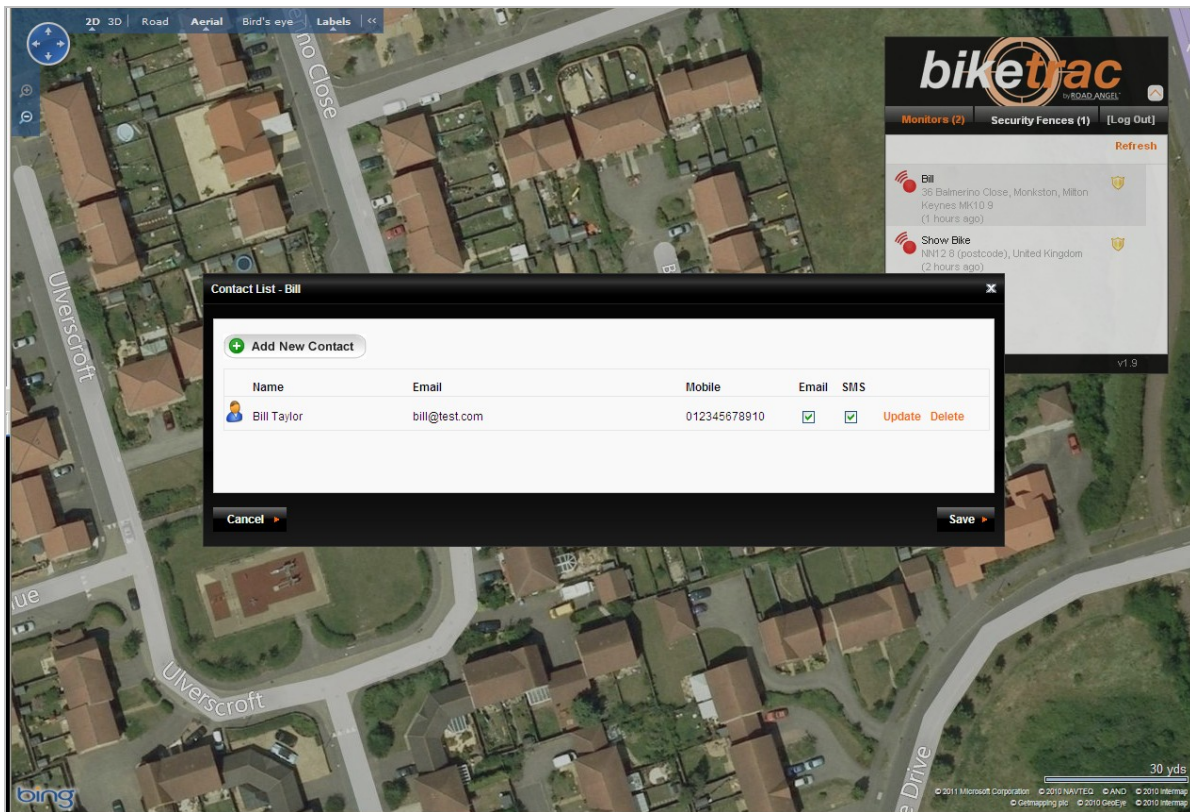 2D 3D | Road Aerial Bird's eye Labels <<
no Close
biketrac
by ROAD ANGEL
Monitors (2) Security Fences (1) [Log Out]
Refresh
Bill
36 Balmerino Close, Monkston, Milton
Keynes MK10 9
(1 hours ago)
Show Bike
NN12 8 (postcode), United Kingdom
(2 hours ago)
v1.9
Ulverscroft
B
Contact List - Bill x
Add New Contact
Name Email Mobile Email SMS
Bill Taylor bill@test.com 012345678910 Update Delete
Cancel Save
ue
Ulverscroft
e Drive
bing
30 yds
© 2011 Microsoft Corporation © 2010 NAVTEQ © AND © 2010 Intermap
© Getmapping plc © 2010 GeoEye © 2010 Intermap